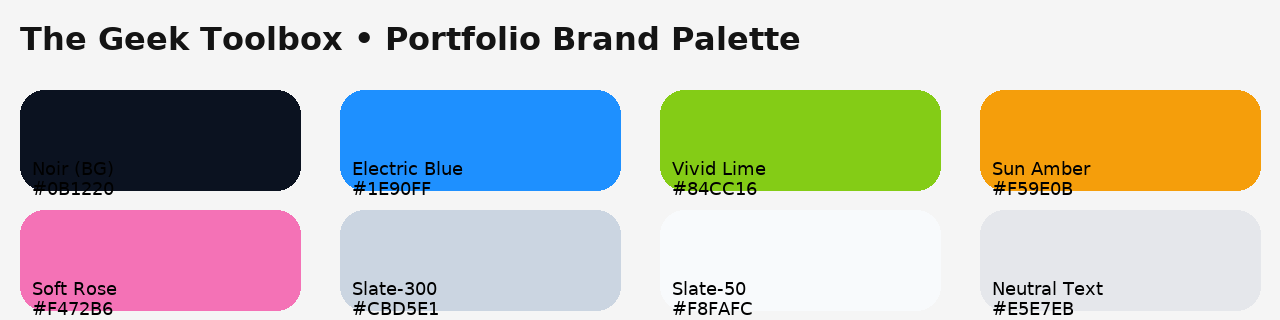 The Geek Toolbox • Portfolio Brand Palette
Noir (BG)
#0B1220
Electric Blue
#1E90FF
Vivid Lime
#84CC16
Sun Amber
#F59E0B
Soft Rose
#F472B6
Slate-300
#CBD5E1
Slate-50
#F8FAFC
Neutral Text
#E5E7EB